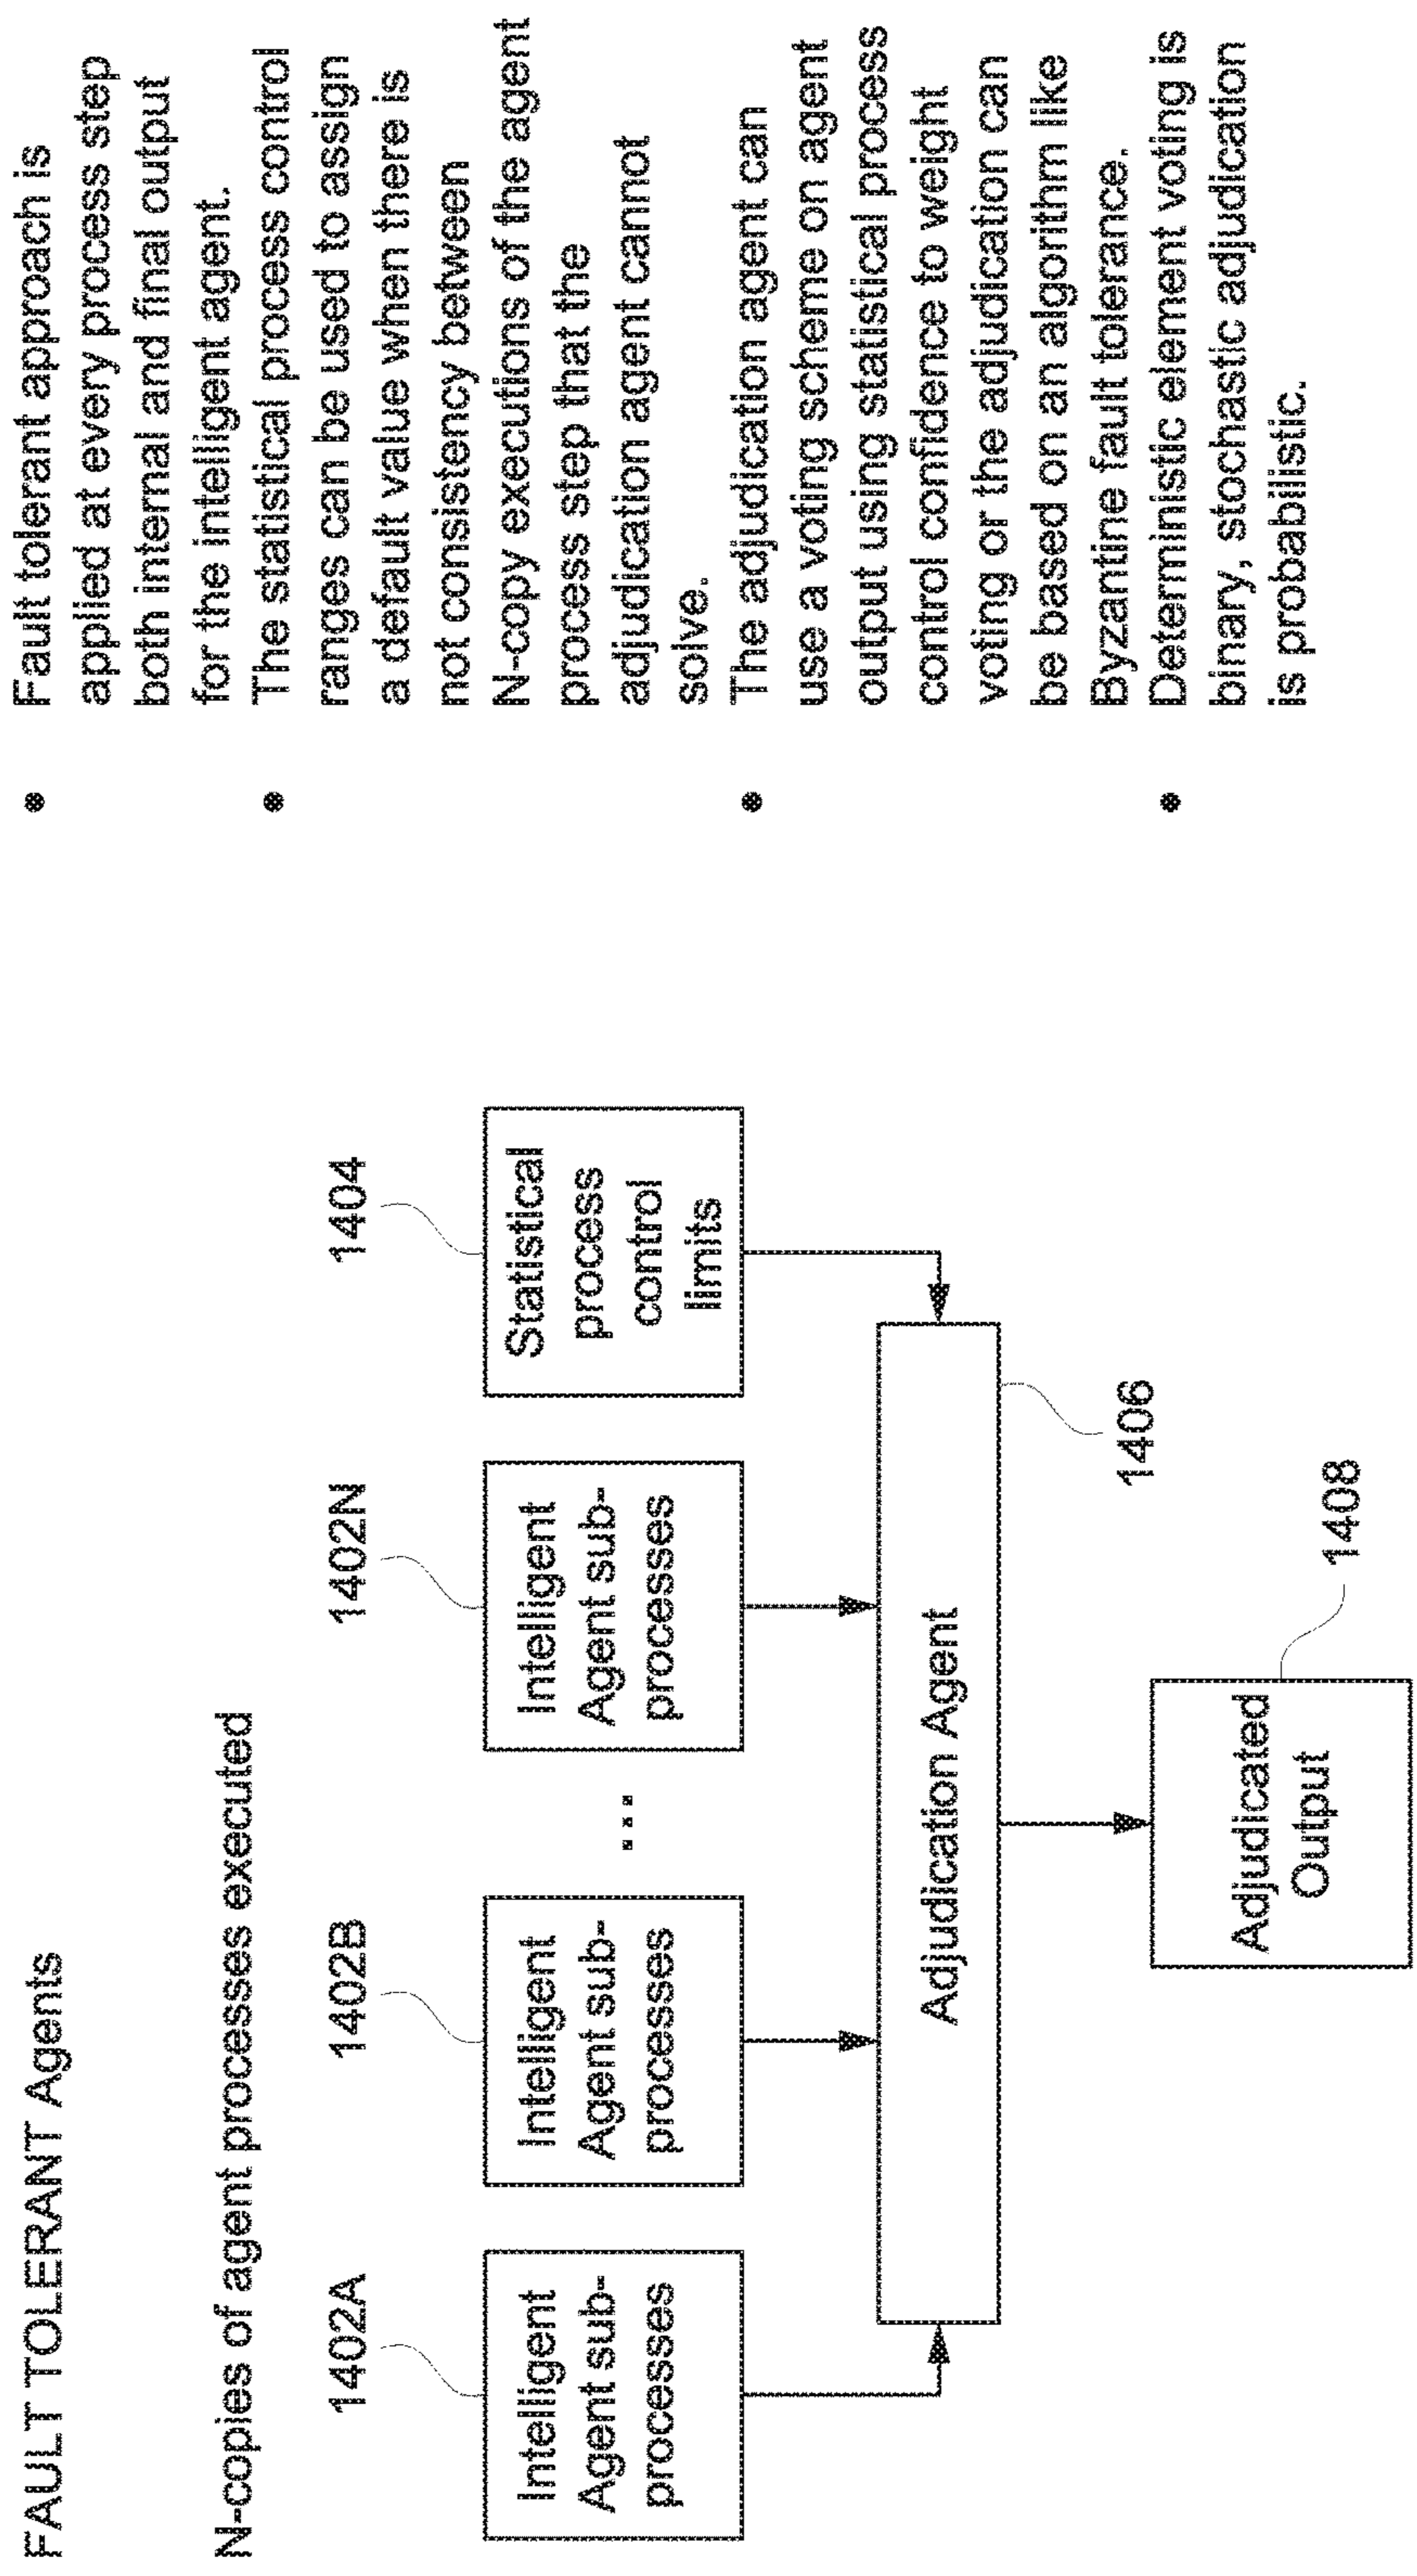 FAULT TOLERANT Agents
N-copies of agent processes executed
1402A
1402B
1402N
1404
Intelligent
Agent sub-
processes
Intelligent
Agent sub-
processes
...
Intelligent
Agent sub-
processes
Statistical
process
control
limits
Adjudication Agent
1406
Adjudicated
Output
1408
• Fault tolerant approach is
applied at every process step
both internal and final output
for the intelligent agent.
• The statistical process control
ranges can be used to assign
a default value when there is
not consistency between
N-copy executions of the agent
process step that the
adjudication agent cannot
solve.
• The adjudication agent can
use a voting scheme on agent
output using statistical process
control confidence to weight
voting or the adjudication can
be based on an algorithm like
Byzantine fault tolerance.
• Deterministic element voting is
binary, stochastic adjudication
is probabilistic.